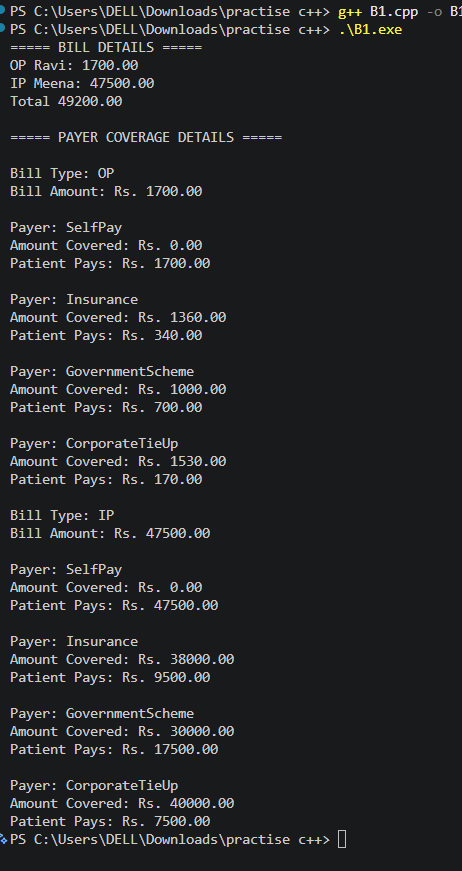 PS C:\Users\DELL\Downloads\practise c++> g++ B1.cpp -o B1
PS C:\Users\DELL\Downloads\practise c++> .\B1.exe
===== BILL DETAILS =====
OP Ravi: 1700.00
IP Meena: 47500.00
Total 49200.00
===== PAYER COVERAGE DETAILS =====
Bill Type: OP
Bill Amount: Rs. 1700.00
Payer: SelfPay
Amount Covered: Rs. 0.00
Patient Pays: Rs. 1700.00
Payer: Insurance
Amount Covered: Rs. 1360.00
Patient Pays: Rs. 340.00
Payer: GovernmentScheme
Amount Covered: Rs. 1000.00
Patient Pays: Rs. 700.00
Payer: CorporateTieUp
Amount Covered: Rs. 1530.00
Patient Pays: Rs. 170.00
Bill Type: IP
Bill Amount: Rs. 47500.00
Payer: SelfPay
Amount Covered: Rs. 0.00
Patient Pays: Rs. 47500.00
Payer: Insurance
Amount Covered: Rs. 38000.00
Patient Pays: Rs. 9500.00
Payer: GovernmentScheme
Amount Covered: Rs. 30000.00
Patient Pays: Rs. 17500.00
Payer: CorporateTieUp
Amount Covered: Rs. 40000.00
Patient Pays: Rs. 7500.00
PS C:\Users\DELL\Downloads\practise c++>